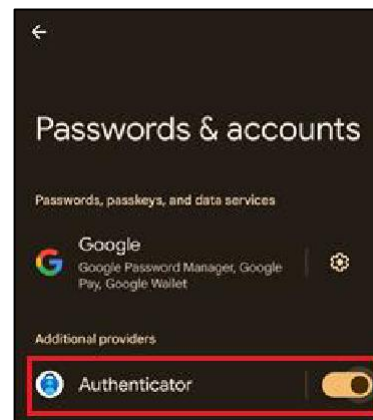 Passwords & accounts
Passwords, passkeys, and data services
Google
Google Password Manager, Google
Pay, Google Wallet
Additional providers
Authenticator